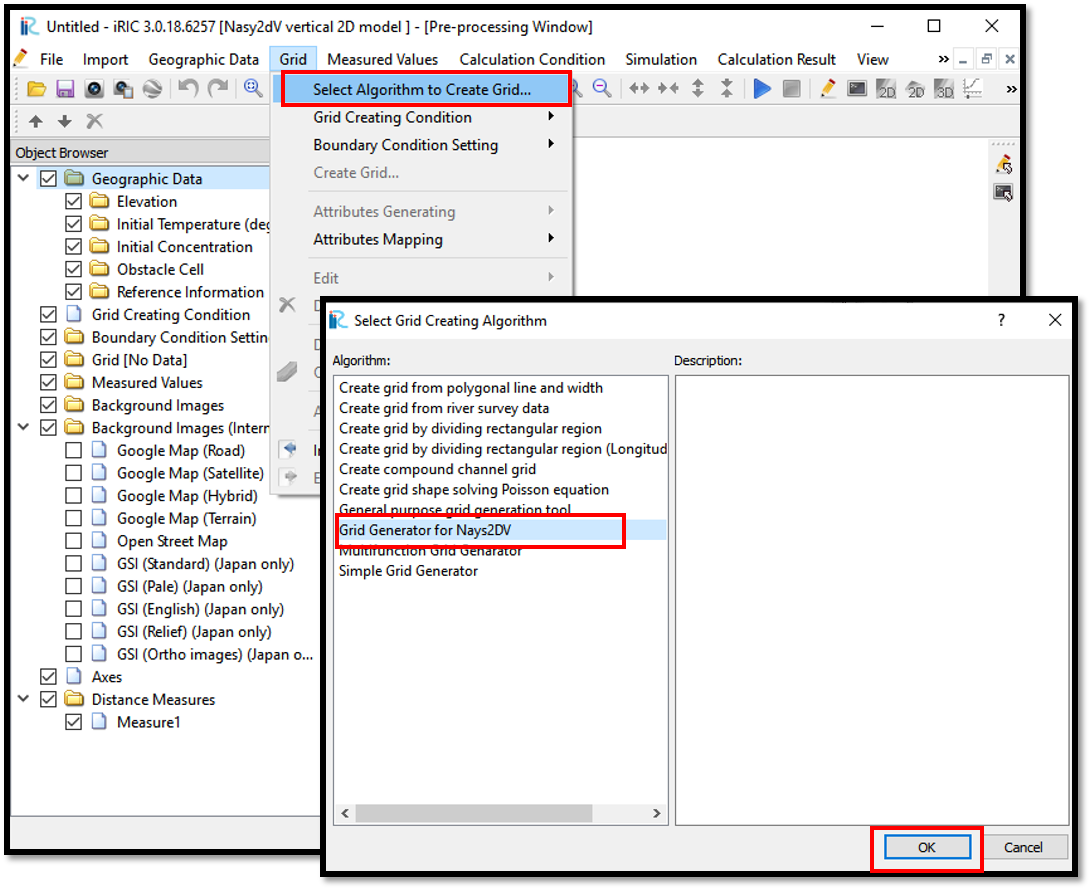 Untitled - iRIC 3.0.18.6257 [Nasy2dV vertical 2D model ] - [Pre-processing Window]
File Import Geographic Data Grid Measured Values Calculation Condition Simulation Calculation Result View »
2D 2D 3D »
Select Algorithm to Create Grid...
Grid Creating Condition
Boundary Condition Setting
Create Grid...
Attributes Generating
Attributes Mapping
Edit
Object Browser
Geographic Data
Elevation
Initial Temperature (deg
Initial Concentration
Obstacle Cell
Reference Information
Grid Creating Condition
Boundary Condition Settin
Grid [No Data]
Measured Values
Background Images
Background Images (Intern
Google Map (Road)
Google Map (Satellite)
Google Map (Hybrid)
Google Map (Terrain)
Open Street Map
GSI (Standard) (Japan only)
GSI (Pale) (Japan only)
GSI (English) (Japan only)
GSI (Relief) (Japan only)
GSI (Ortho images) (Japan o...
Axes
Distance Measures
Measure1
Select Grid Creating Algorithm ?
Algorithm:
Description:
Create grid from polygonal line and width
Create grid from river survey data
Create grid by dividing rectangular region
Create grid by dividing rectangular region (Longitud
Create compound channel grid
Create grid shape solving Poisson equation
General purpose grid generation tool
Grid Generator for Nays2DV
Multifunction Grid Genarator
Simple Grid Generator
OK Cancel